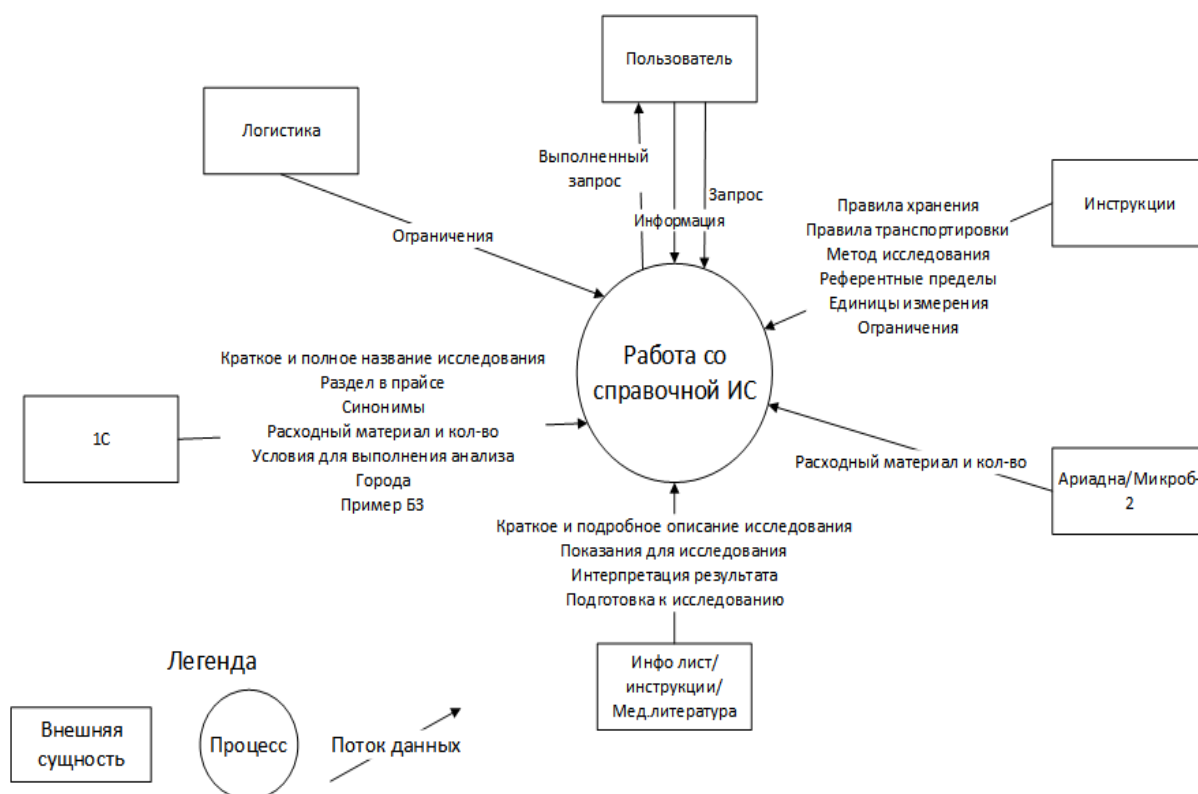 Пользователь
Логистика
Выполненный
запрос
Запрос
Информация
Правила хранения
Правила транспортировки
Метод исследования
Референтные пределы
Единицы измерения
Ограничения
Инструкции
Ограничения
Работа со
справочной ИС
Краткое и полное название исследования
Раздел в прайсе
Синонимы
Расходный материал и кол-во
Условия для выполнения анализа
Города
Пример БЗ
1С
Расходный материал и кол-во
Ариадна/Микроб-
2
Краткое и подробное описание исследования
Показания для исследования
Интерпретация результата
Подготовка к исследованию
Инфо лист/
инструкции/
Мед.литература
Легенда
Внешняя
сущность
Процесс
Поток данных